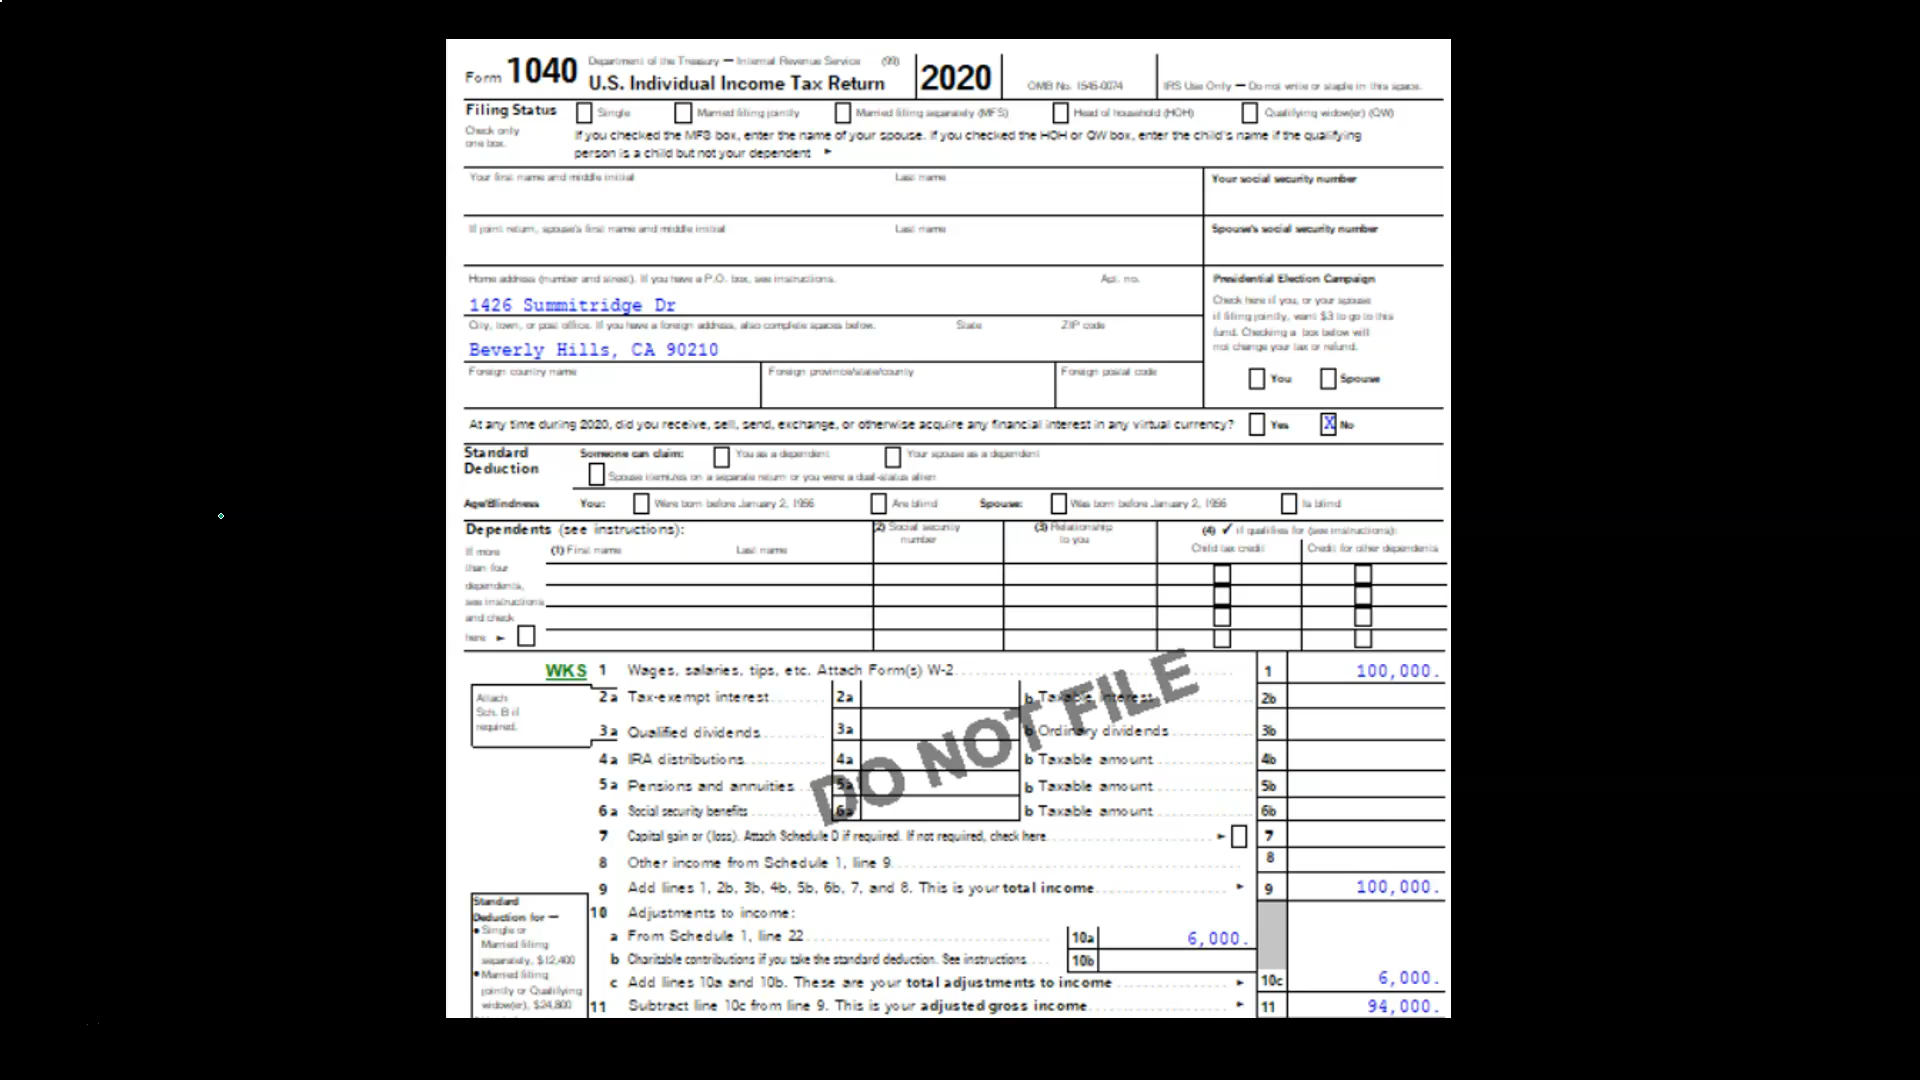 Form 1040 Department of the Treasury — Internal Revenue Service (99) U.S. Individual Income Tax Return 2020 OMB No. 1545-0074 IRS Use Only — Do not write or staple in this space.
Filing Status Single Married filing jointly Married filing separately (MFS) Head of household (HOH) Qualifying widow(er) (QW)
Check only one box.
If you checked the MFS box, enter the name of your spouse. If you checked the HOH or QW box, enter the child's name if the qualifying
person is a child but not your dependent ►
Your first name and middle initial Last name Your social security number
If joint return, spouse's first name and middle initial Last name Spouse's social security number
Home address (number and street). If you have a P.O. box, see instructions. Apt. no.
1426 Summitridge Dr
City, town, or post office. If you have a foreign address, also complete spaces below. State ZIP code
Beverly Hills, CA 90210
Foreign country name Foreign province/state/county Foreign postal code
Presidential Election Campaign
Check here if you, or your spouse
if filing jointly, want $3 to go to this
fund. Checking a box below will
not change your tax or refund.
You Spouse
At any time during 2020, did you receive, sell, send, exchange, or otherwise acquire any financial interest in any virtual currency? Yes X No
Standard Deduction
Someone can claim: You as a dependent Your spouse as a dependent
Spouse itemizes on a separate return or you were a dual-status alien
Age/Blindness You: Were born before January 2, 1956 Are blind Spouse: Was born before January 2, 1956 Is blind
Dependents (see instructions): (2) Social security number (3) Relationship to you (4) ✓ if qualifies for (see instructions):
(1) First name Last name Child tax credit Credit for other dependents
If more
than four
dependents,
see instructions
and check
here ►
WKS 1 Wages, salaries, tips, etc. Attach Form(s) W-2 1 100,000.
Attach
Sch. B if
required.
2a Tax-exempt interest 2a b Taxable interest 2b
3a Qualified dividends 3a b Ordinary dividends 3b
4a IRA distributions 4a b Taxable amount 4b
5a Pensions and annuities 5a b Taxable amount 5b
6a Social security benefits 6a b Taxable amount 6b
DO NOT FILE
7 Capital gain or (loss). Attach Schedule D if required. If not required, check here ► 7
8 Other income from Schedule 1, line 9 8
9 Add lines 1, 2b, 3b, 4b, 5b, 6b, 7, and 8. This is your total income ► 9 100,000.
Standard
Deduction for —
• Single or
Married filing
separately, $12,400
• Married filing
jointly or Qualifying
widow(er), $24,800
10 Adjustments to income:
a From Schedule 1, line 22 10a 6,000.
b Charitable contributions if you take the standard deduction. See instructions 10b
c Add lines 10a and 10b. These are your total adjustments to income ► 10c 6,000.
11 Subtract line 10c from line 9. This is your adjusted gross income ► 11 94,000.